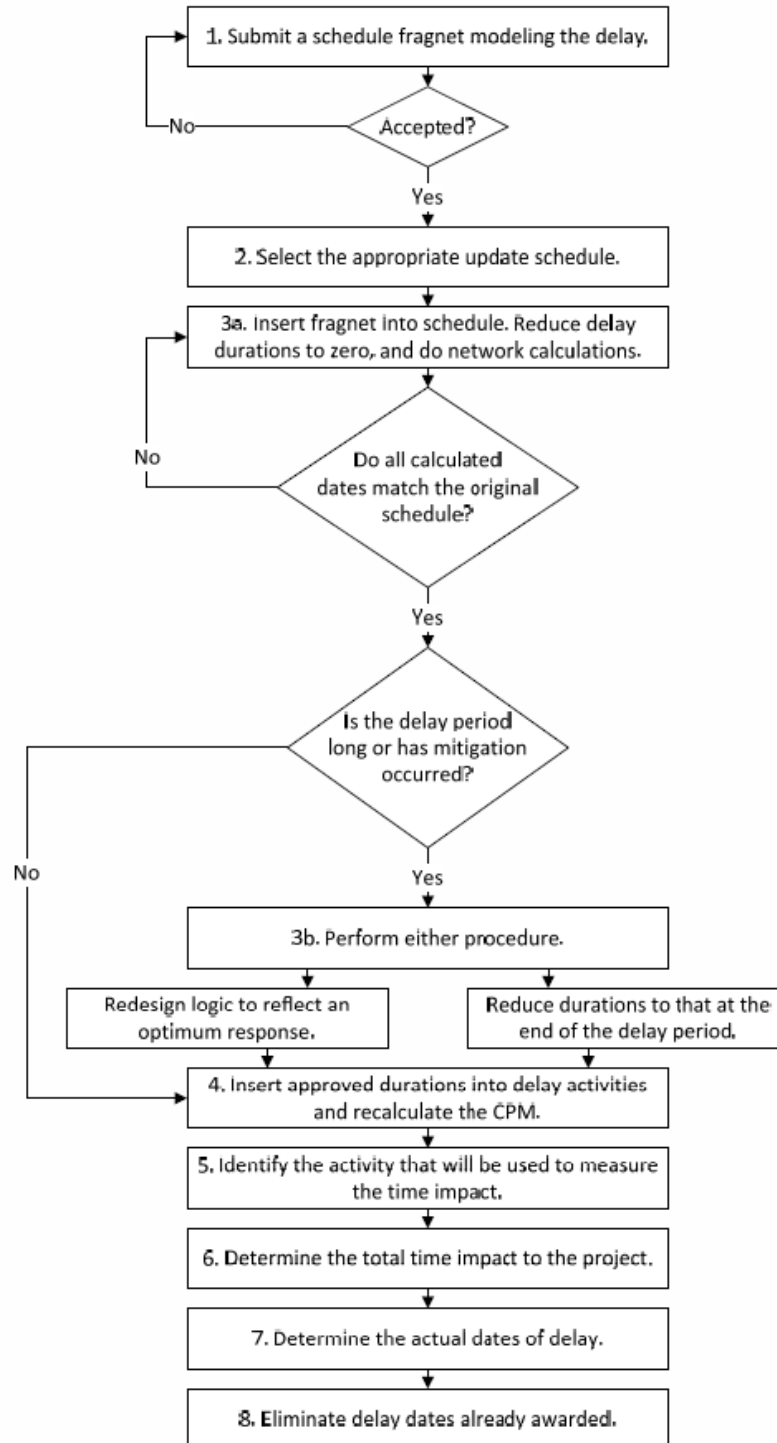 1. Submit a schedule fragnet modeling the delay.
Accepted?
No
Yes
2. Select the appropriate update schedule.
3a. Insert fragnet into schedule. Reduce delay
durations to zero, and do network calculations.
Do all calculated
dates match the original
schedule?
No
Yes
Is the delay period
long or has mitigation
occurred?
No
Yes
3b. Perform either procedure.
Redesign logic to reflect an
optimum response.
Reduce durations to that at the
end of the delay period.
4. Insert approved durations into delay activities
and recalculate the CPM.
5. Identify the activity that will be used to measure
the time impact.
6. Determine the total time impact to the project.
7. Determine the actual dates of delay.
8. Eliminate delay dates already awarded.